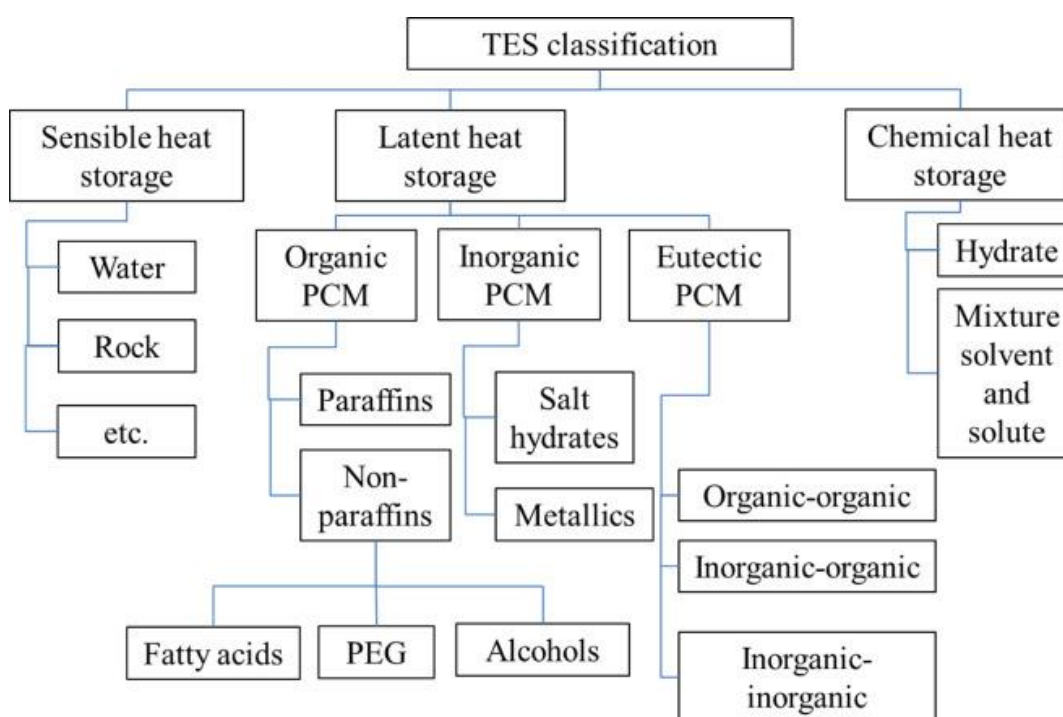 TES classification
Sensible heat
storage
Latent heat
storage
Chemical heat
storage
Water
Rock
etc.
Organic
PCM
Inorganic
PCM
Eutectic
PCM
Paraffins
Non-
paraffins
Fatty acids
PEG
Alcohols
Salt
hydrates
Metallics
Organic-organic
Inorganic-organic
Inorganic-
inorganic
Hydrate
Mixture
solvent
and
solute